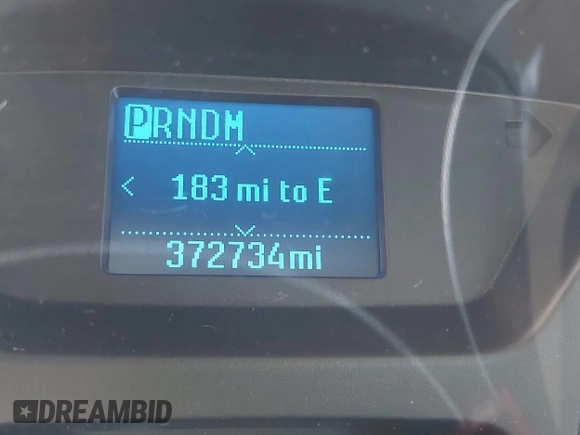 PRNDM
183 mi to E
372734mi
DREAMBID